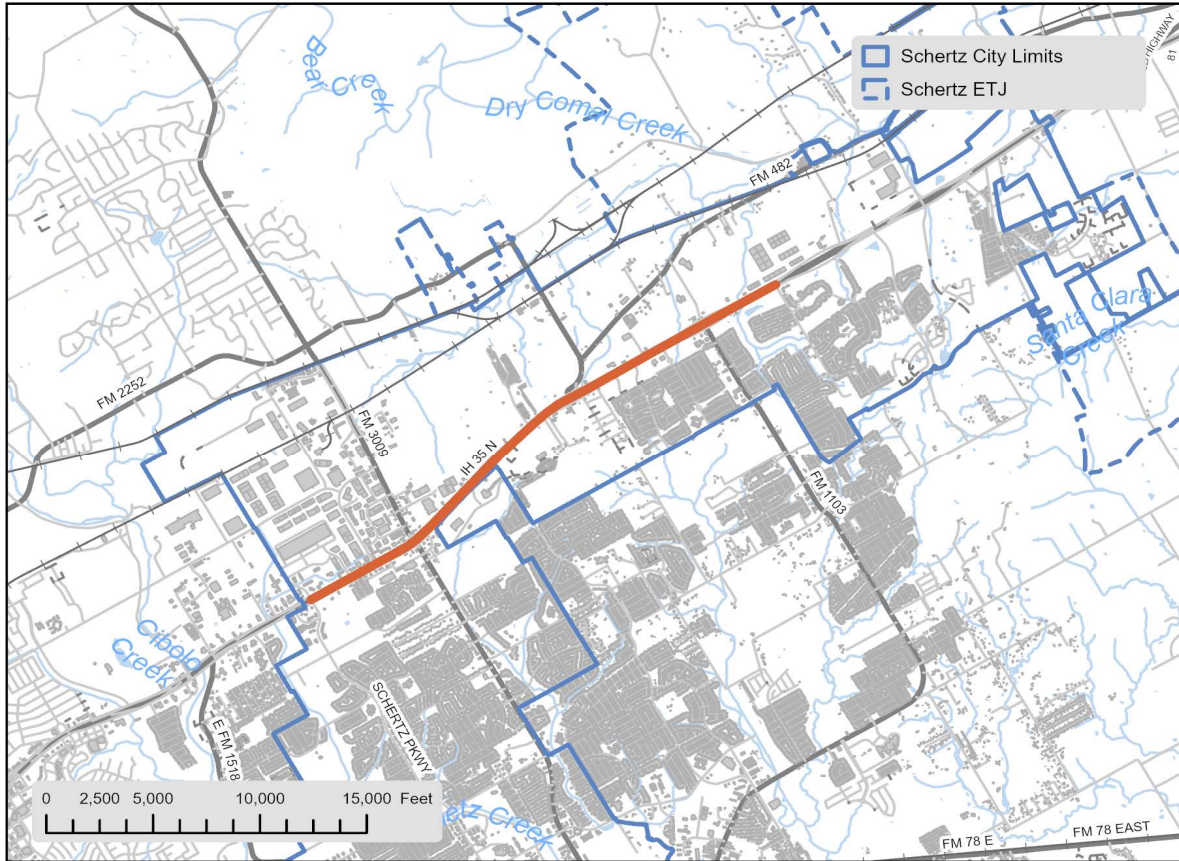 Schertz City Limits
Schertz ETJ
HIGHWAY
81
Bear Creek
Dry Comal Creek
FM 482
Santa Clara
Creek
FM 2252
FM 3009
IH 35 N
FM 1103
Cibolo
Creek
E FM 1518
SCHERTZ PKWY
0 2,500 5,000 10,000 15,000 Feet
Creek
FM 78 E
FM 78 EAST